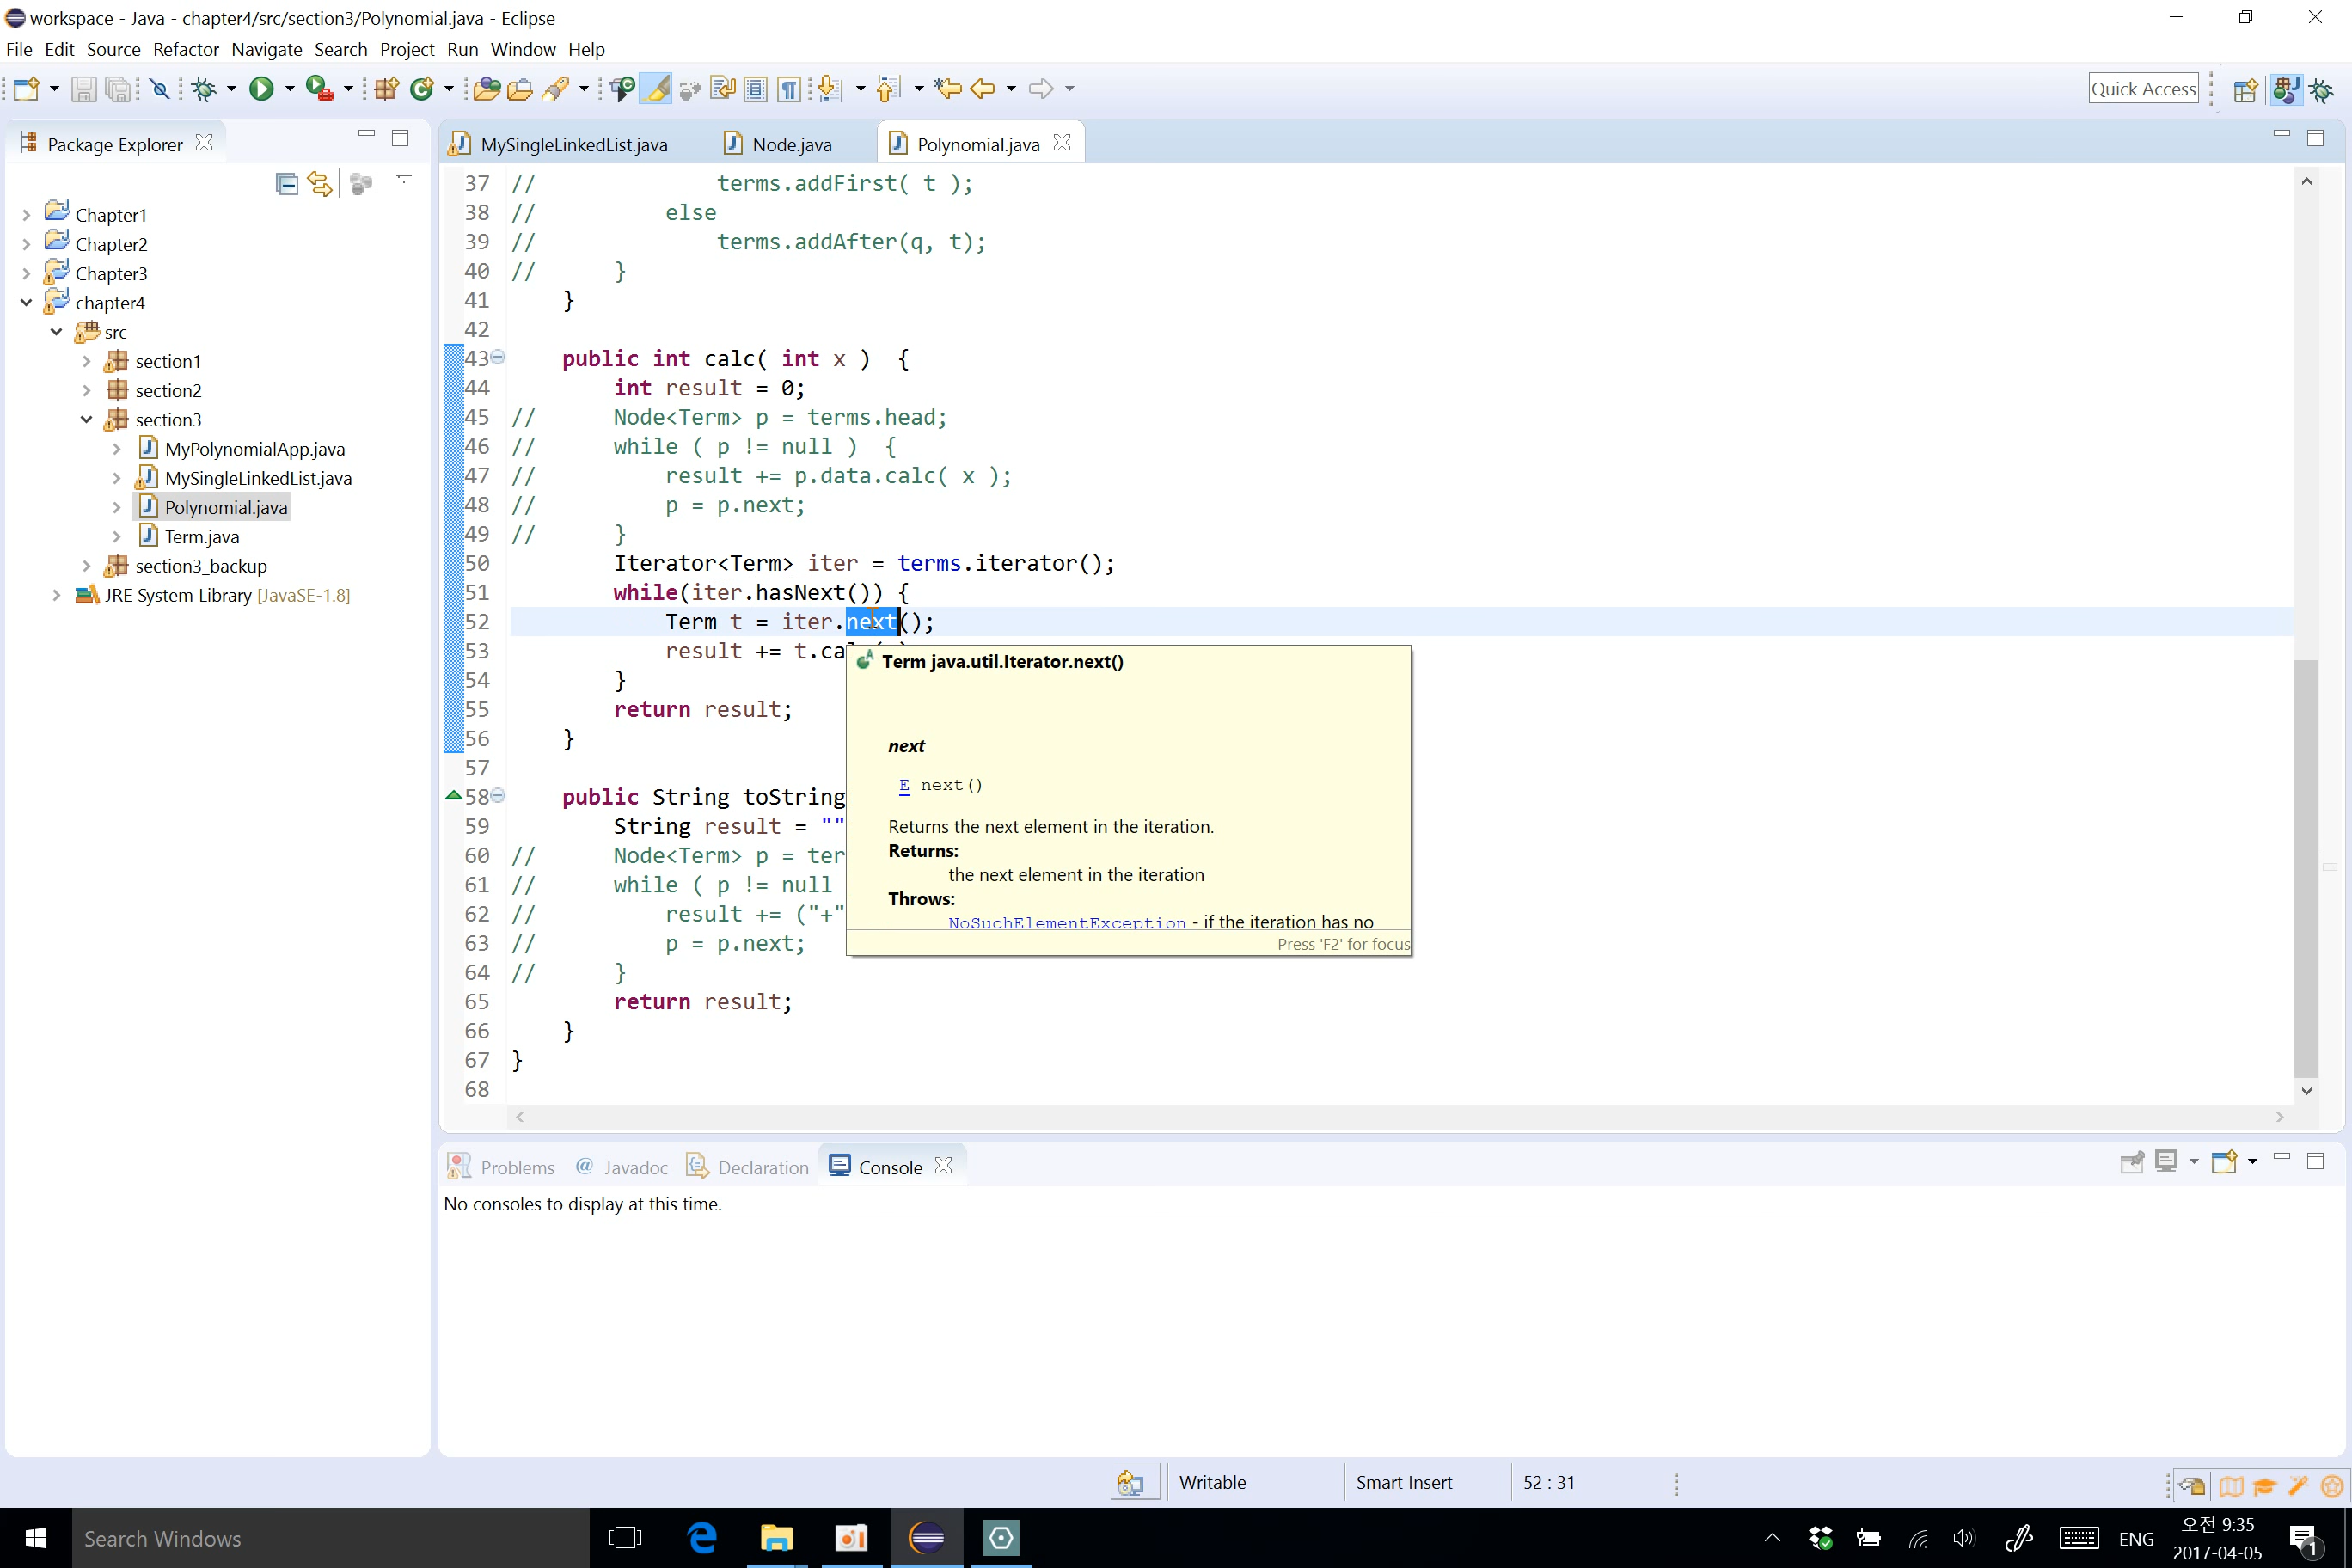 workspace - Java - chapter4/src/section3/Polynomial.java - Eclipse
File Edit Source Refactor Navigate Search Project Run Window Help
Quick Access
Package Explorer
MySingleLinkedList.java
Node.java
Polynomial.java
Chapter1
Chapter2
Chapter3
chapter4
src
section1
section2
section3
MyPolynomialApp.java
MySingleLinkedList.java
Polynomial.java
Term.java
section3_backup
JRE System Library [JavaSE-1.8]
37 // terms.addFirst( t );
38 // else
39 // terms.addAfter(q, t);
40 // }
41 }
42
43 public int calc( int x ) {
44 int result = 0;
45 // Node<Term> p = terms.head;
46 // while ( p != null ) {
47 // result += p.data.calc( x );
48 // p = p.next;
49 // }
50 Iterator<Term> iter = terms.iterator();
51 while(iter.hasNext()) {
52 Term t = iter.next();
53 result += t.ca
54 }
55 return result;
56 }
57
58 public String toString
59 String result = ""
60 // Node<Term> p = ter
61 // while ( p != null
62 // result += ("+"
63 // p = p.next;
64 // }
65 return result;
66 }
67 }
68
Term java.util.Iterator.next()
next
E next()
Returns the next element in the iteration.
Returns:
the next element in the iteration
Throws:
NoSuchElementException - if the iteration has no
Press 'F2' for focus
Problems @ Javadoc Declaration Console
No consoles to display at this time.
Writable
Smart Insert
52 : 31
Search Windows
ENG
오전 9:35
2017-04-05
1